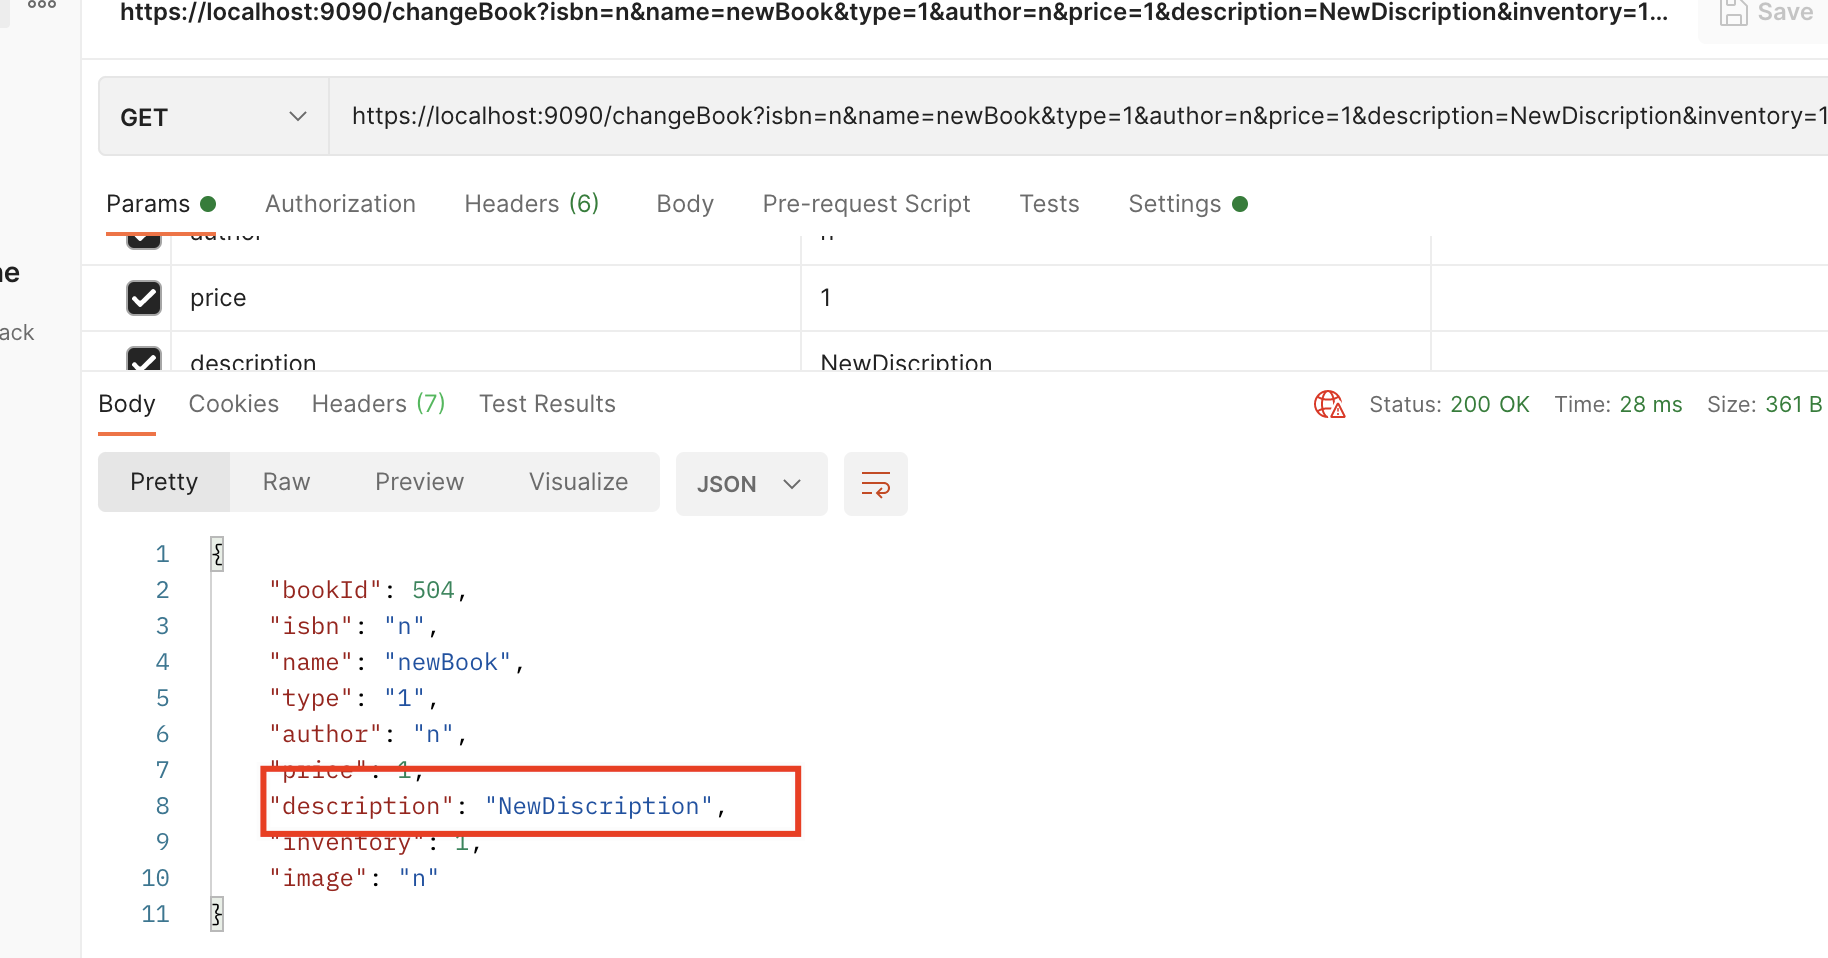 https://localhost:9090/changeBook?isbn=n&name=newBook&type=1&author=n&price=1&description=NewDiscription&inventory=1...
Save
GET
https://localhost:9090/changeBook?isbn=n&name=newBook&type=1&author=n&price=1&description=NewDiscription&inventory=1
Params
Authorization
Headers (6)
Body
Pre-request Script
Tests
Settings
author
n
price
1
description
NewDiscription
ack
Body
Cookies
Headers (7)
Test Results
Status: 200 OK
Time: 28 ms
Size: 361 B
Pretty
Raw
Preview
Visualize
JSON
1 {
2 "bookId": 504,
3 "isbn": "n",
4 "name": "newBook",
5 "type": "1",
6 "author": "n",
7 "price": 1,
8 "description": "NewDiscription",
9 "inventory": 1,
10 "image": "n"
11 }